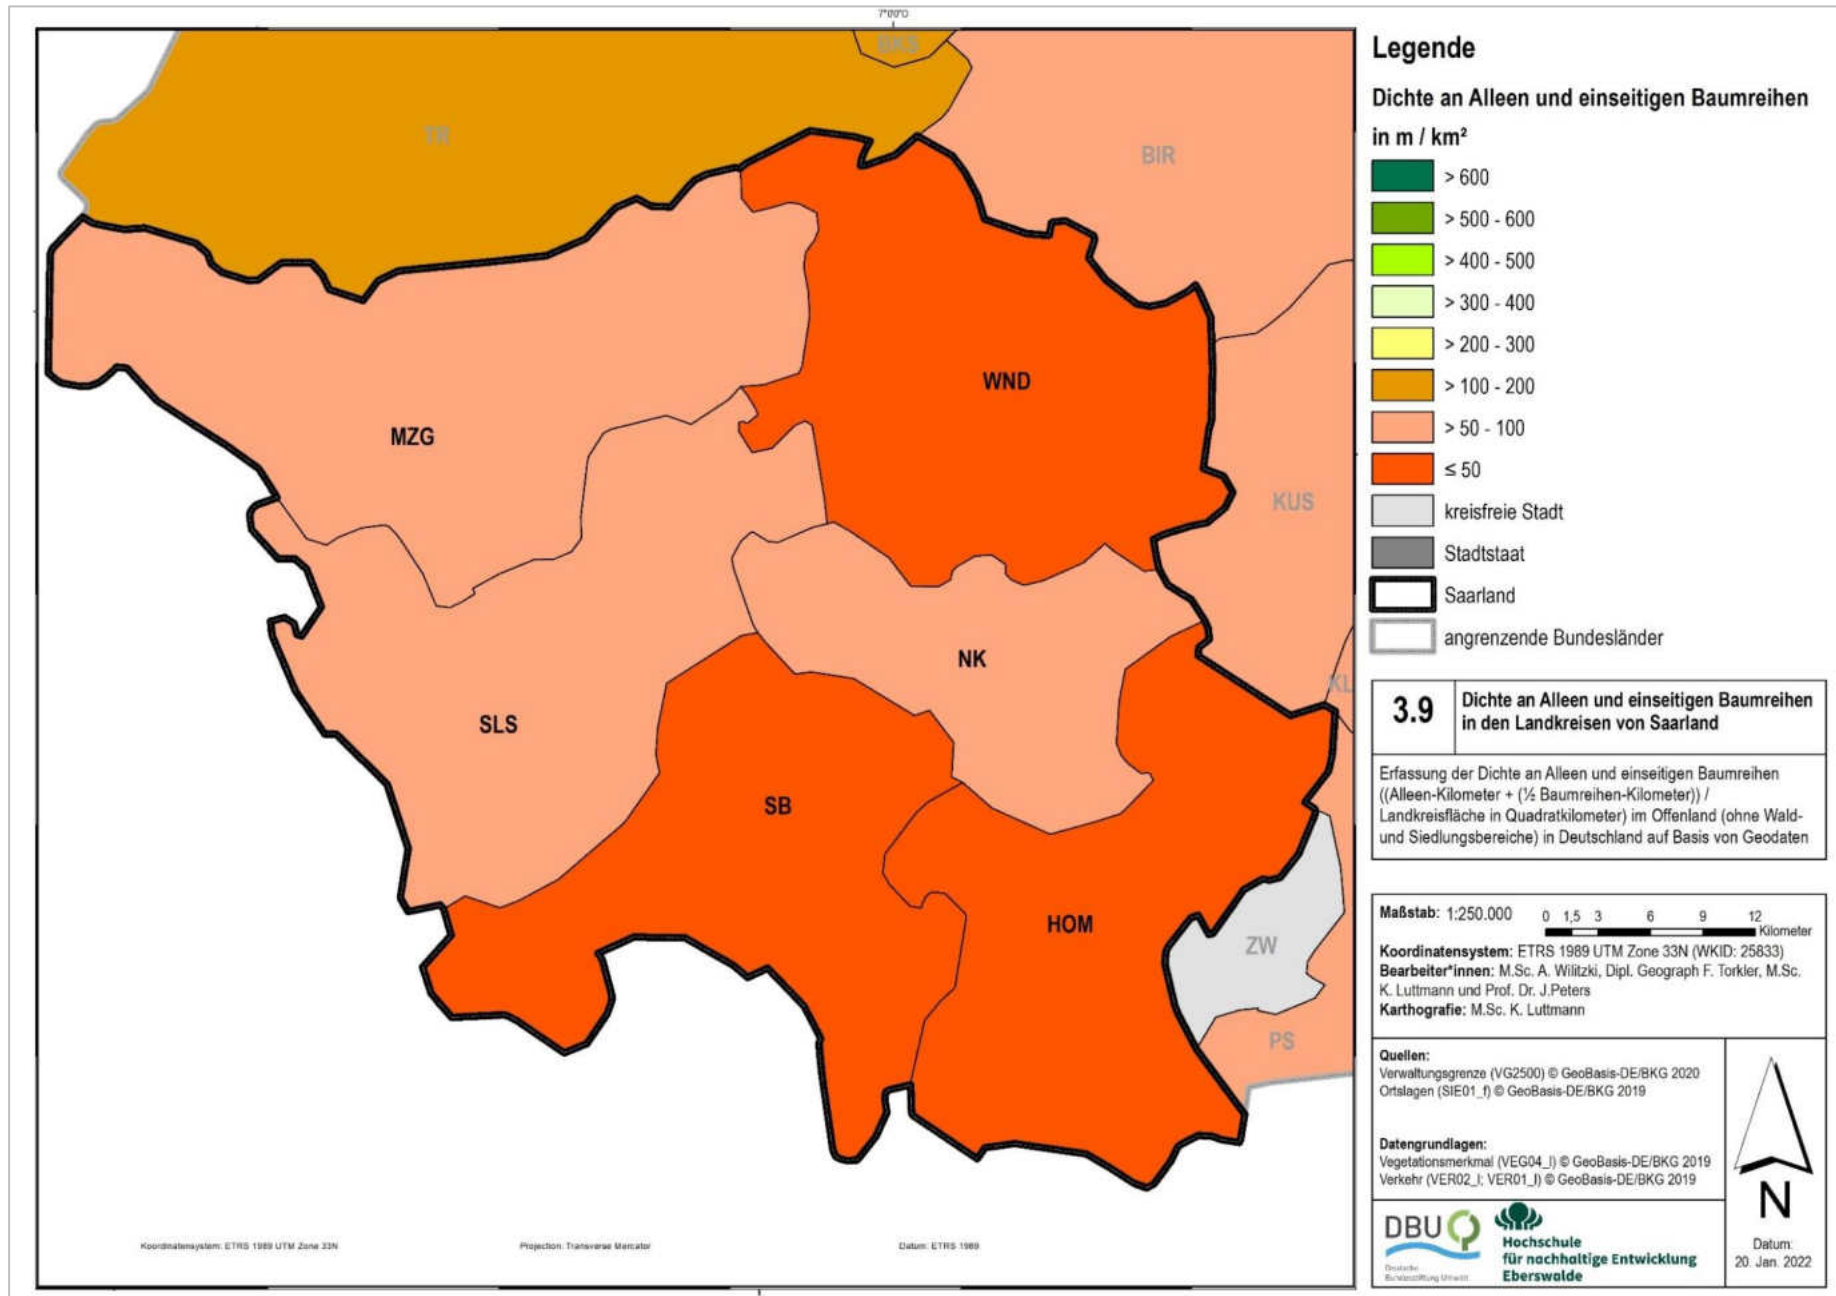 7°0'0"O
BKS
TR
BIR
WND
MZG
KUS
NK
KL
SLS
SB
HOM
ZW
PS
Koordinatensystem: ETRS 1989 UTM Zone 33N
Projection: Transverse Mercator
Datum: ETRS 1989
Legende
Dichte an Alleen und einseitigen Baumreihen
in m / km²
> 600
> 500 - 600
> 400 - 500
> 300 - 400
> 200 - 300
> 100 - 200
> 50 - 100
≤ 50
kreisfreie Stadt
Stadtstaat
Saarland
angrenzende Bundesländer
3.9
Dichte an Alleen und einseitigen Baumreihen
in den Landkreisen von Saarland
Erfassung der Dichte an Alleen und einseitigen Baumreihen
((Alleen-Kilometer + (½ Baumreihen-Kilometer)) /
Landkreisfläche in Quadratkilometer) im Offenland (ohne Wald-
und Siedlungsbereiche) in Deutschland auf Basis von Geodaten
Maßstab: 1:250.000
0 1,5 3 6 9 12
Kilometer
Koordinatensystem: ETRS 1989 UTM Zone 33N (WKID: 25833)
Bearbeiter*innen: M.Sc. A. Wilitzki, Dipl. Geograph F. Torkler, M.Sc.
K. Luttmann und Prof. Dr. J.Peters
Karthografie: M.Sc. K. Luttmann
Quellen:
Verwaltungsgrenze (VG2500) © GeoBasis-DE/BKG 2020
Ortslagen (SIE01_f) © GeoBasis-DE/BKG 2019
Datengrundlagen:
Vegetationsmerkmal (VEG04_l) © GeoBasis-DE/BKG 2019
Verkehr (VER02_l; VER01_l) © GeoBasis-DE/BKG 2019
DBU
Deutsche
Bundesstiftung Umwelt
Hochschule
für nachhaltige Entwicklung
Eberswalde
N
Datum:
20. Jan. 2022